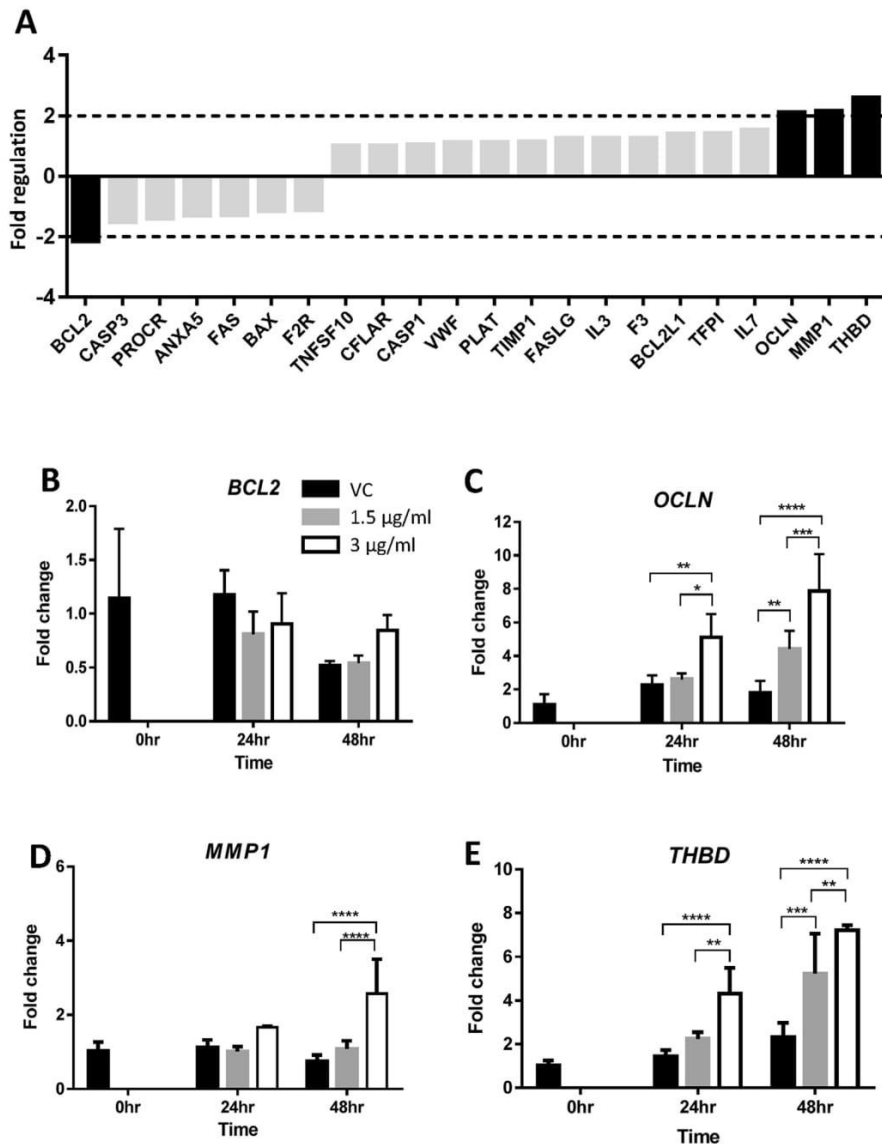 A
Fold regulation
4
2
0
-2
-4
BCL2
CASP3
PROCR
ANXA5
FAS
BAX
F2R
TNFSF10
CFLAR
CASP1
VWF
PLAT
TIMP1
FASLG
IL3
F3
BCL2L1
TFPI
IL7
OCLN
MMP1
THBD
B
BCL2
VC
1.5 µg/ml
3 µg/ml
Fold change
2.0
1.5
1.0
0.5
0.0
0hr 24hr 48hr
Time
C
OCLN
Fold change
12
10
8
6
4
2
0
**
*
****
***
**
0hr 24hr 48hr
Time
D
MMP1
Fold change
6
4
2
0
****
****
0hr 24hr 48hr
Time
E
THBD
Fold change
10
8
6
4
2
0
****
**
****
**
***
0hr 24hr 48hr
Time